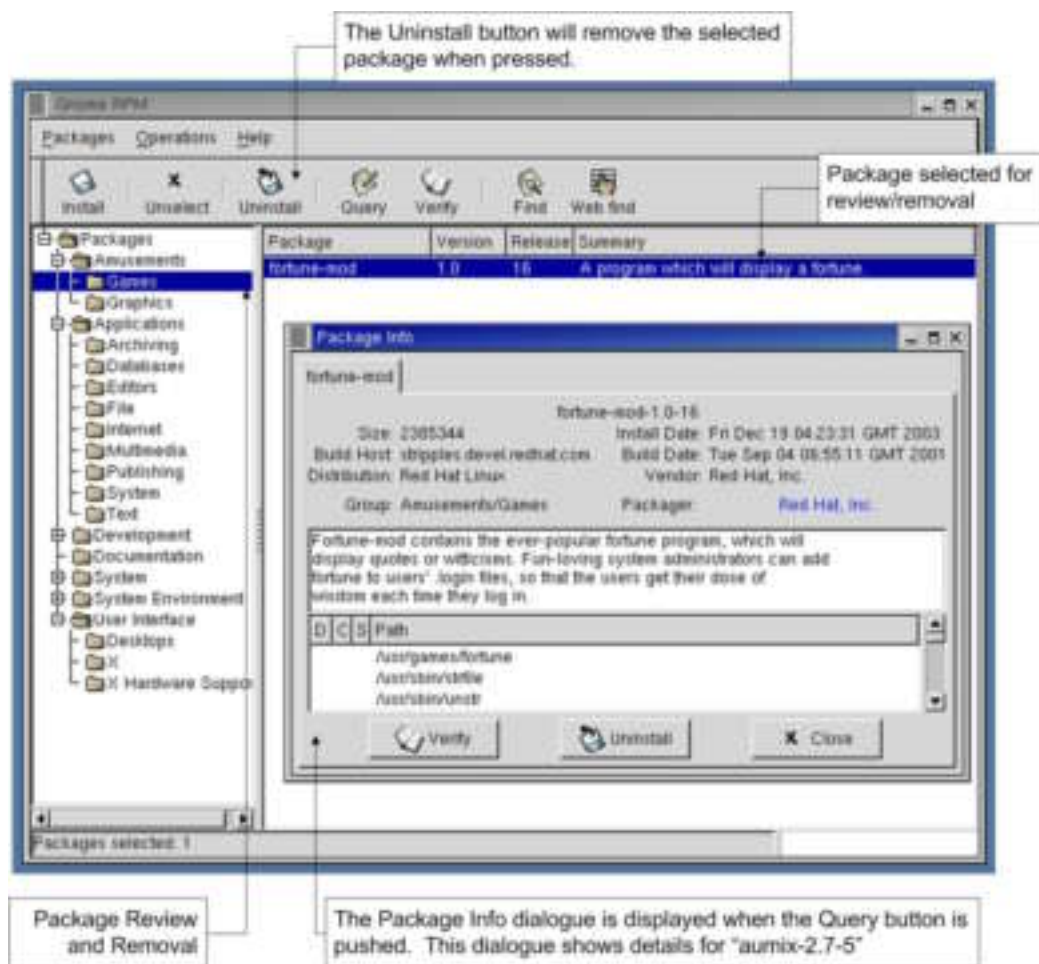 The Uninstall button will remove the selected
package when pressed.
Gnome RPM
Packages Operations Help
Install Unselect Uninstall Query Verify Find Web find
Package selected for
review/removal
Packages
Amusements
Games
Graphics
Applications
Archiving
Databases
Editors
File
Internet
Multimedia
Publishing
System
Text
Development
Documentation
System
System Environment
User Interface
Desktops
X
X Hardware Suppor
Package Version Release Summary
fortune-mod 1.0 16 A program which will display a fortune.
Package Info
fortune-mod
fortune-mod-1.0-16
Size: 2385344 Install Date: Fri Dec 19 04:23:31 GMT 2003
Build Host: stripples.devel.redhat.com Build Date: Tue Sep 04 08:55:11 GMT 2001
Distribution: Red Hat Linux Vendor: Red Hat, Inc.
Group: Amusements/Games Packager: Red Hat, Inc.
Fortune-mod contains the ever-popular fortune program, which will
display quotes or witticisms. Fun-loving system administrators can add
fortune to users' .login files, so that the users get their dose of
wisdom each time they log in.
D C S Path
/usr/games/fortune
/usr/sbin/strfile
/usr/sbin/unstr
Verify Uninstall Close
Packages selected: 1
Package Review
and Removal
The Package Info dialogue is displayed when the Query button is
pushed. This dialogue shows details for “aumix-2.7-5”